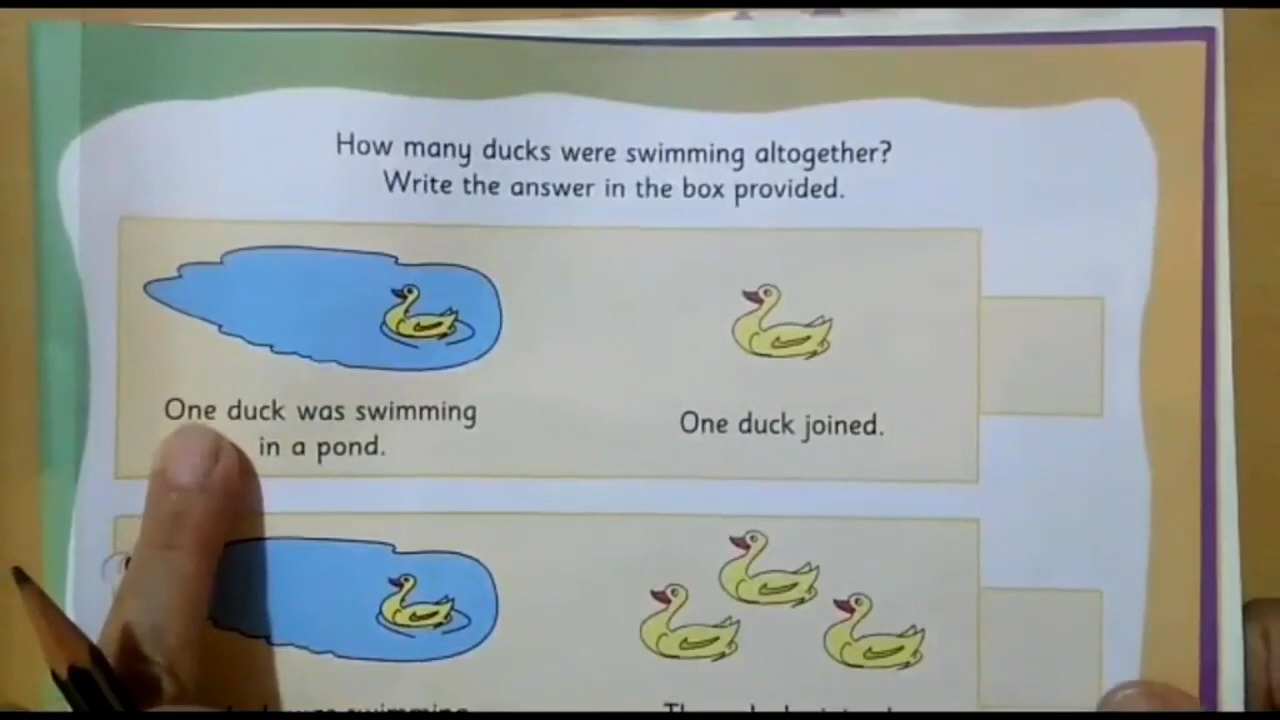 How many ducks were swimming altogether?
Write the answer in the box provided.
One duck was swimming
in a pond.
One duck joined.
swimming